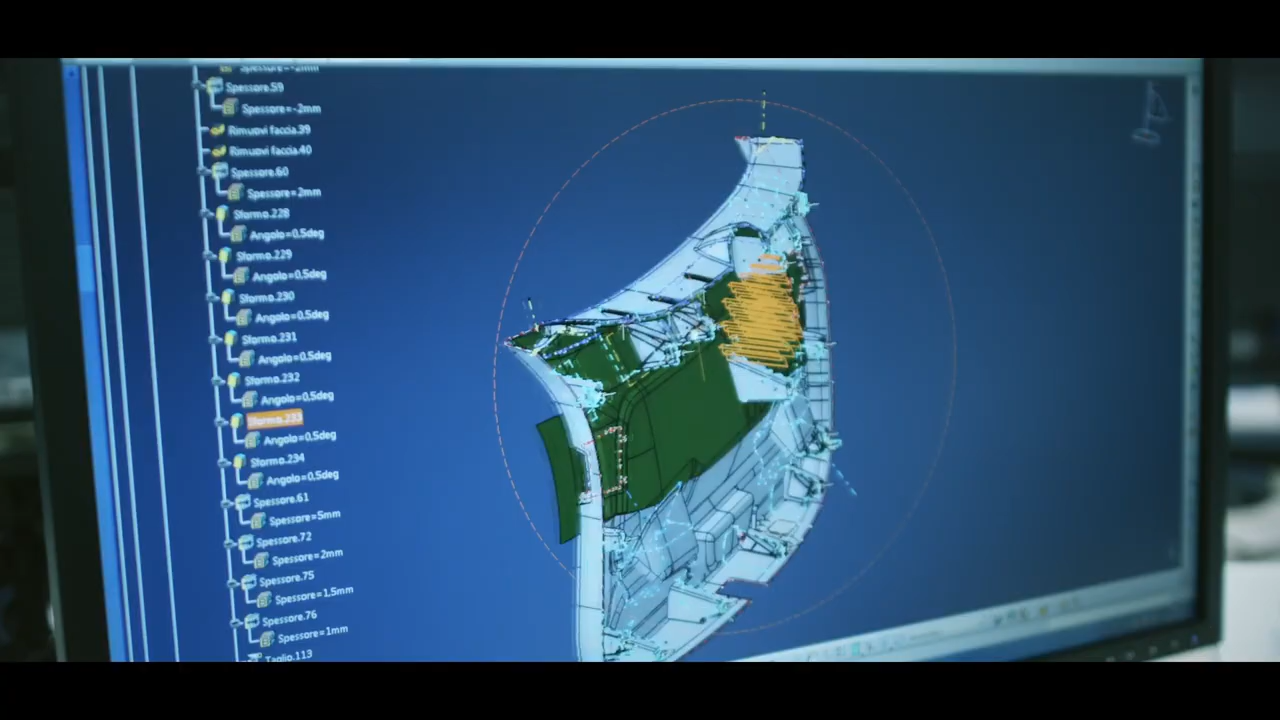 Spessore=-2mm
Spessore.59
Spessore=-2mm
Rimuovi faccia.39
Rimuovi faccia.40
Spessore.60
Spessore=2mm
Sformo.228
Angolo=0,5deg
Sformo.229
Angolo=0,5deg
Sformo.230
Angolo=0,5deg
Sformo.231
Angolo=0,5deg
Sformo.232
Angolo=0,5deg
Sformo.233
Angolo=0,5deg
Sformo.234
Angolo=0,5deg
Spessore.61
Spessore=5mm
Spessore.72
Spessore=2mm
Spessore.75
Spessore=1,5mm
Spessore.76
Spessore=1mm
Taglio.113